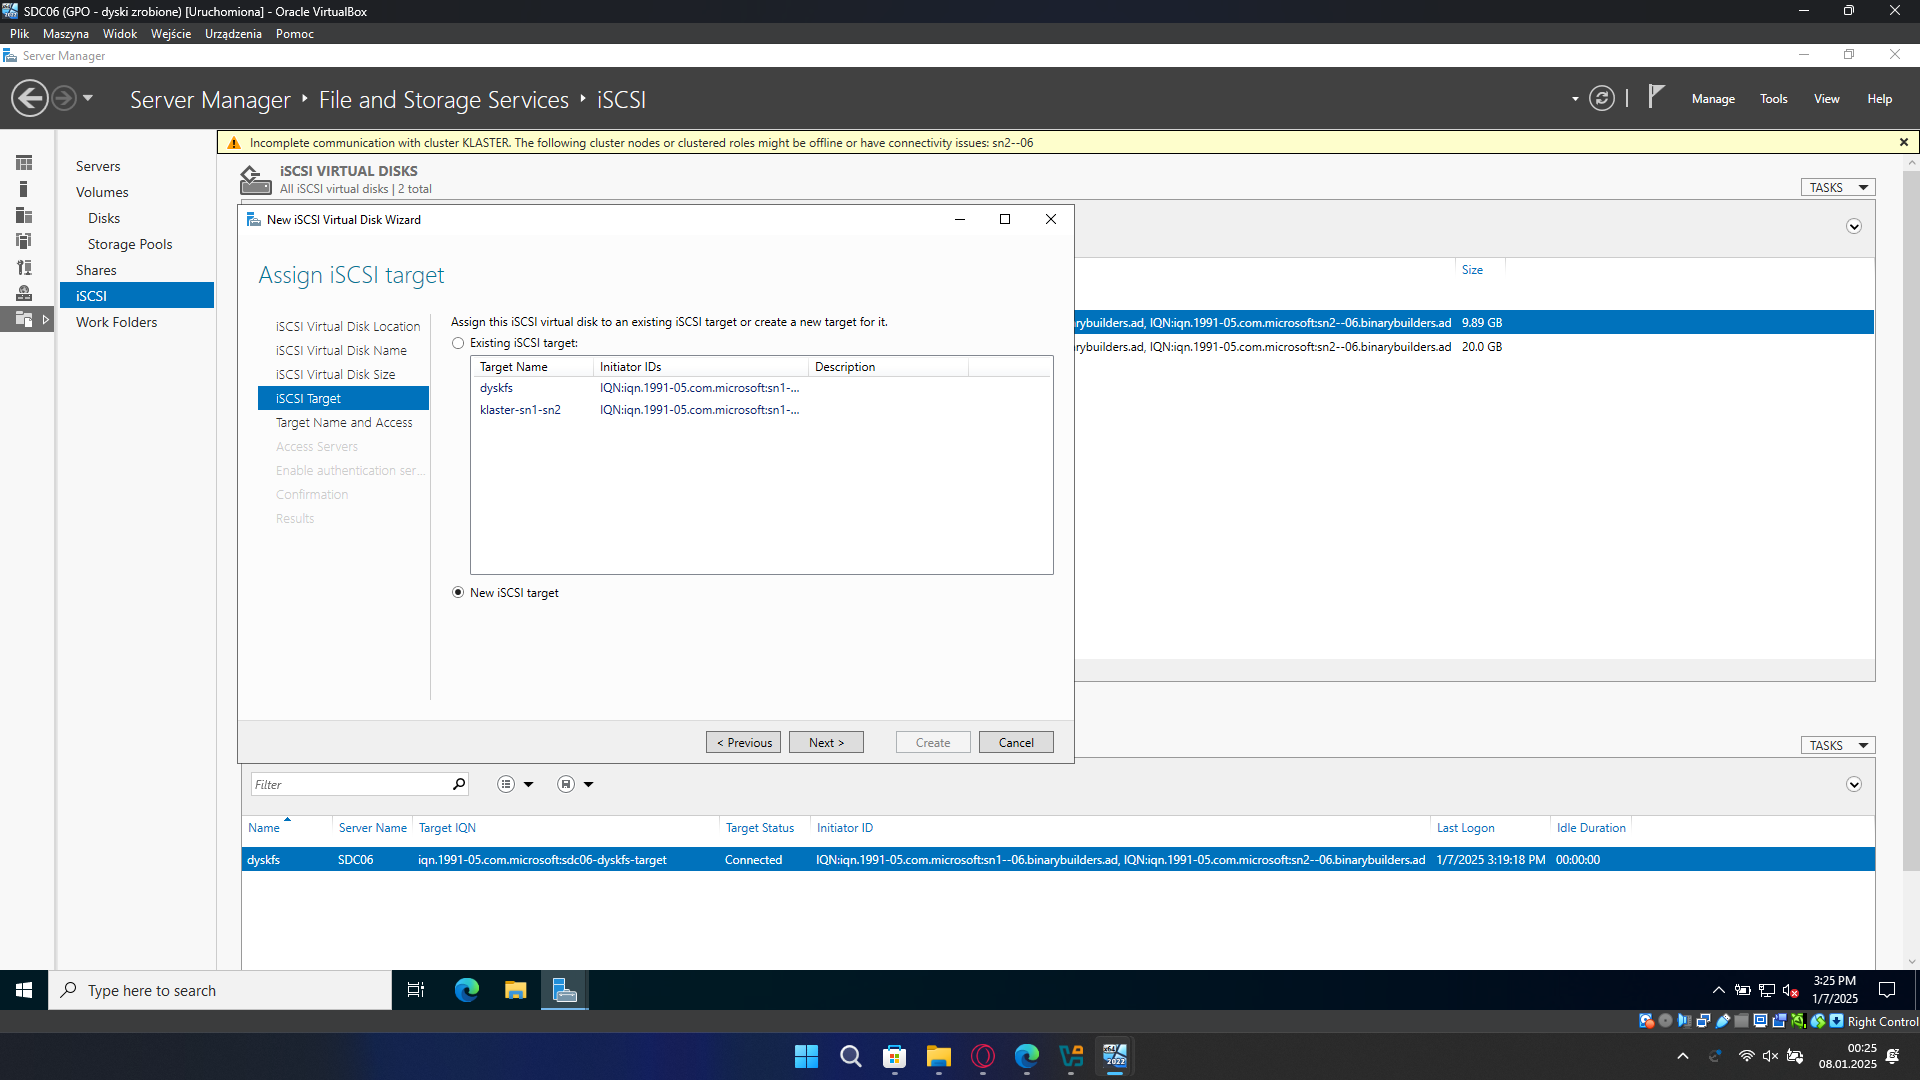 SDC06 (GPO - dyski zrobione) [Uruchomiona] - Oracle VirtualBox
Plik Maszyna Widok Wejście Urządzenia Pomoc
Server Manager
Server Manager ‣ File and Storage Services ‣ iSCSI
Manage Tools View Help
Incomplete communication with cluster KLASTER. The following cluster nodes or clustered roles might be offline or have connectivity issues: sn2--06
Servers
Volumes
Disks
Storage Pools
Shares
iSCSI
Work Folders
iSCSI VIRTUAL DISKS
All iSCSI virtual disks | 2 total
TASKS
Size
rybuilders.ad, IQN:iqn.1991-05.com.microsoft:sn2--06.binarybuilders.ad 9.89 GB
rybuilders.ad, IQN:iqn.1991-05.com.microsoft:sn2--06.binarybuilders.ad 20.0 GB
New iSCSI Virtual Disk Wizard
Assign iSCSI target
iSCSI Virtual Disk Location
iSCSI Virtual Disk Name
iSCSI Virtual Disk Size
iSCSI Target
Target Name and Access
Access Servers
Enable authentication ser...
Confirmation
Results
Assign this iSCSI virtual disk to an existing iSCSI target or create a new target for it.
Existing iSCSI target:
Target Name Initiator IDs Description
dyskfs IQN:iqn.1991-05.com.microsoft:sn1-...
klaster-sn1-sn2 IQN:iqn.1991-05.com.microsoft:sn1-...
New iSCSI target
< Previous Next > Create Cancel
TASKS
Filter
Name Server Name Target IQN Target Status Initiator ID Last Logon Idle Duration
dyskfs SDC06 iqn.1991-05.com.microsoft:sdc06-dyskfs-target Connected IQN:iqn.1991-05.com.microsoft:sn1--06.binarybuilders.ad, IQN:iqn.1991-05.com.microsoft:sn2--06.binarybuilders.ad 1/7/2025 3:19:18 PM 00:00:00
Type here to search
3:25 PM
1/7/2025
Right Control
00:25
08.01.2025